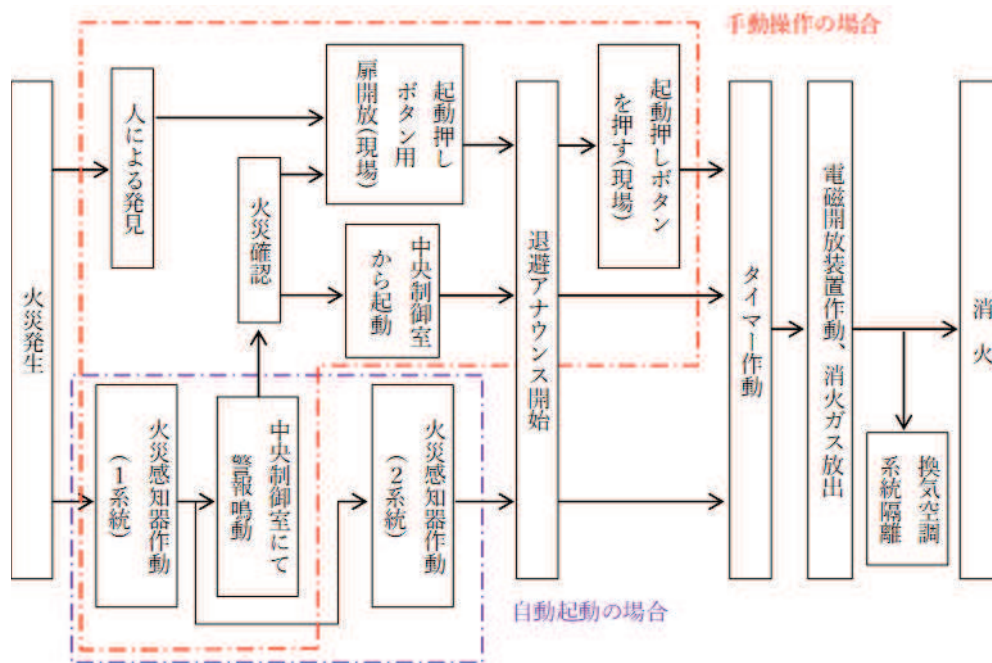 手動操作の場合
火災発生
人による発見
火災確認
起動押し
ボタン用
扉開放(現場)
中央制御室
から起動
退避アナウンス開始
起動押しボタン
を押す(現場)
タイマー作動
電磁開放装置作動、消火ガス放出
消火
火災感知器作動
(1系統)
中央制御室にて
警報鳴動
火災感知器作動
(2系統)
換気空調
系統隔離
自動起動の場合